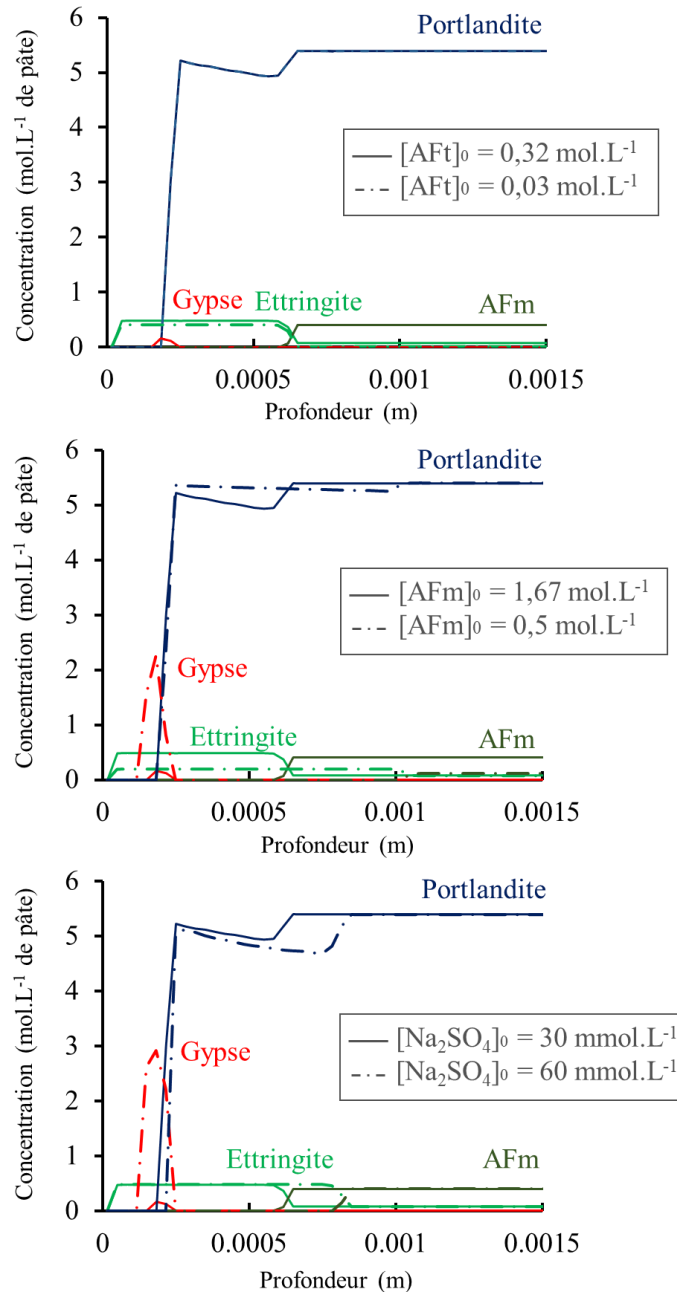 Concentration (mol.L⁻¹ de pâte)
6
5
4
3
2
1
0
Portlandite
[AFt]₀ = 0,32 mol.L⁻¹
[AFt]₀ = 0,03 mol.L⁻¹
Gypse
Ettringite
AFm
0 0.0005 0.001 0.0015
Profondeur (m)
Concentration (mol.L⁻¹ de pâte)
6
5
4
3
2
1
0
Portlandite
[AFm]₀ = 1,67 mol.L⁻¹
[AFm]₀ = 0,5 mol.L⁻¹
Gypse
Ettringite
AFm
0 0.0005 0.001 0.0015
Profondeur (m)
Concentration (mol.L⁻¹ de pâte)
6
5
4
3
2
1
0
Portlandite
[Na₂SO₄]₀ = 30 mmol.L⁻¹
[Na₂SO₄]₀ = 60 mmol.L⁻¹
Gypse
Ettringite
AFm
0 0.0005 0.001 0.0015
Profondeur (m)